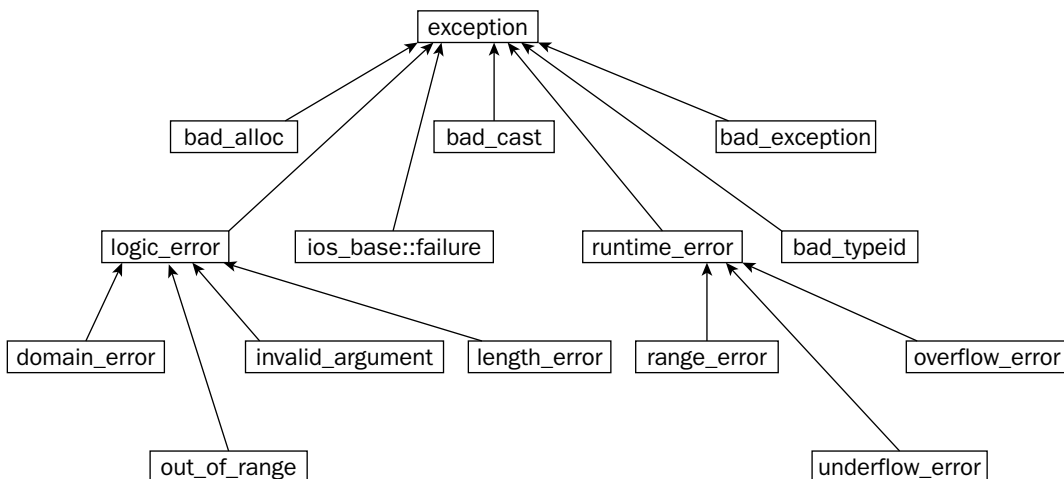 exception
bad_alloc
bad_cast
bad_exception
logic_error
ios_base::failure
runtime_error
bad_typeid
domain_error
invalid_argument
length_error
range_error
overflow_error
out_of_range
underflow_error